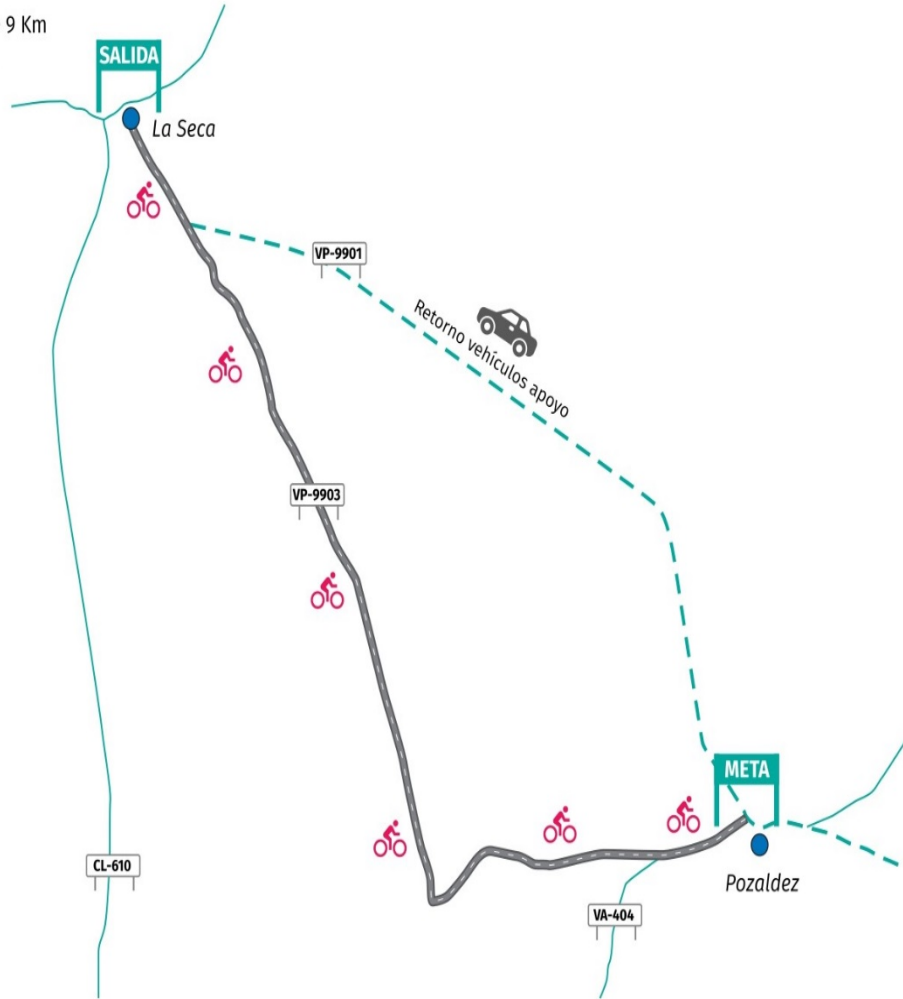 9 Km
SALIDA
La Seca
VP-9901
Retorno vehículos apoyo
VP-9903
META
CL-610
Pozaldez
VA-404